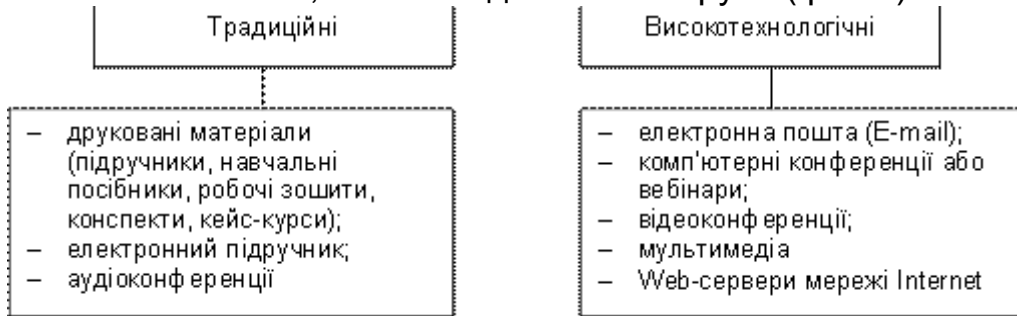 Традиційні
Високотехнологічні
– друковані матеріали
(підручники, навчальні
посібники, робочі зошити,
конспекти, кейс-курси);
– електронний підручник;
– аудіоконференції
– електронна пошта (E-mail);
– комп'ютерні конференції або
вебінари;
– відеоконференції;
– мультимедіа
– Web-сервери мережі Internet